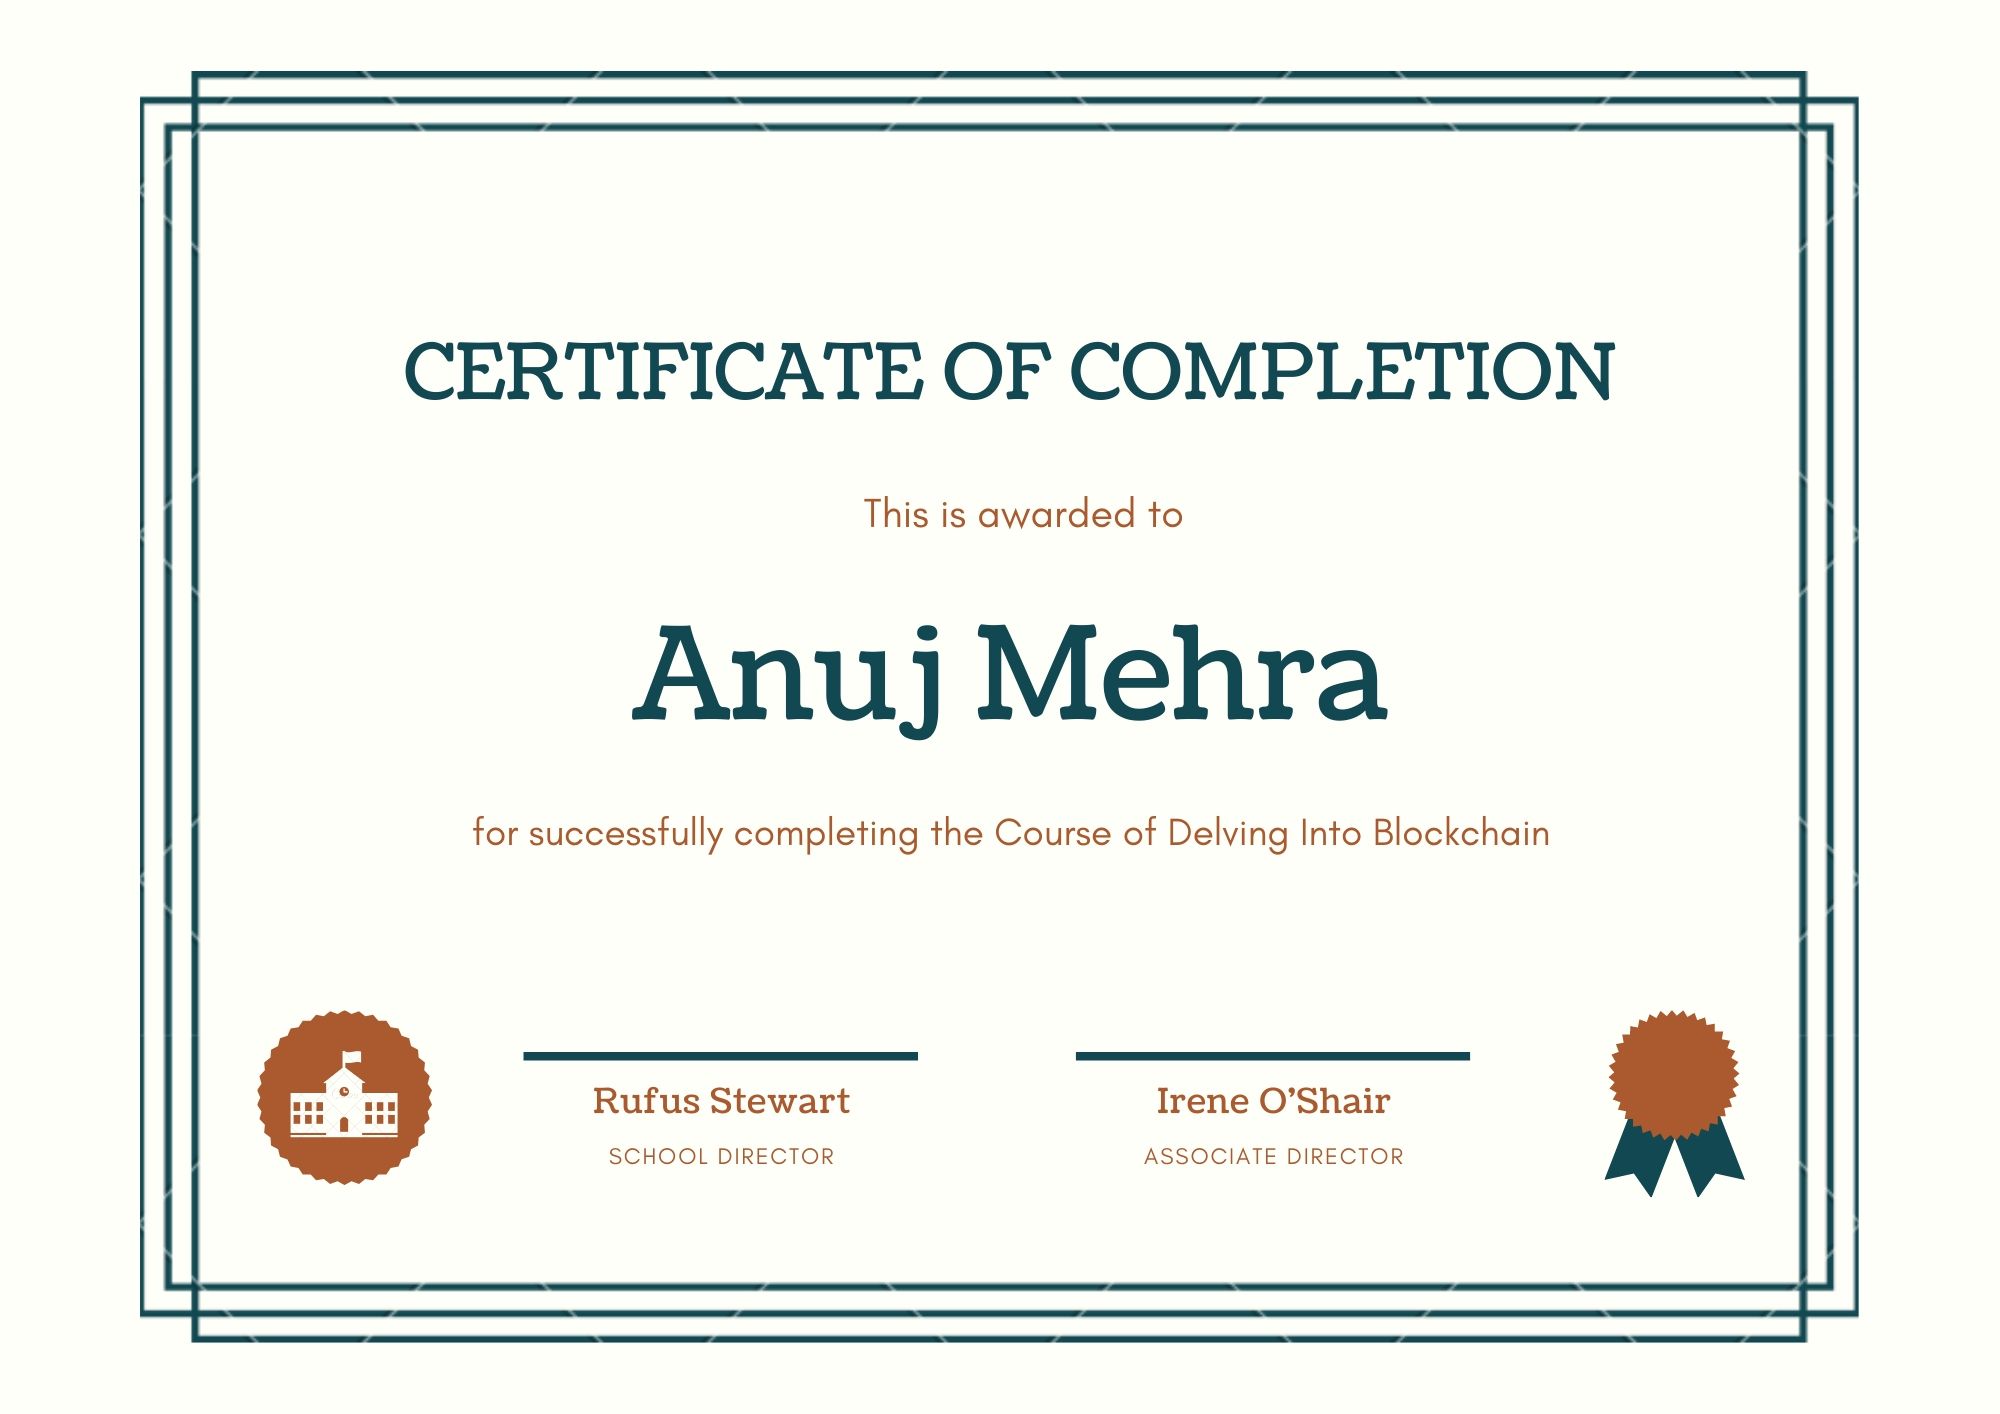 CERTIFICATE OF COMPLETION
This is awarded to
Anuj Mehra
for successfully completing the Course of Delving Into Blockchain
Rufus Stewart
SCHOOL DIRECTOR
Irene O’Shair
ASSOCIATE DIRECTOR